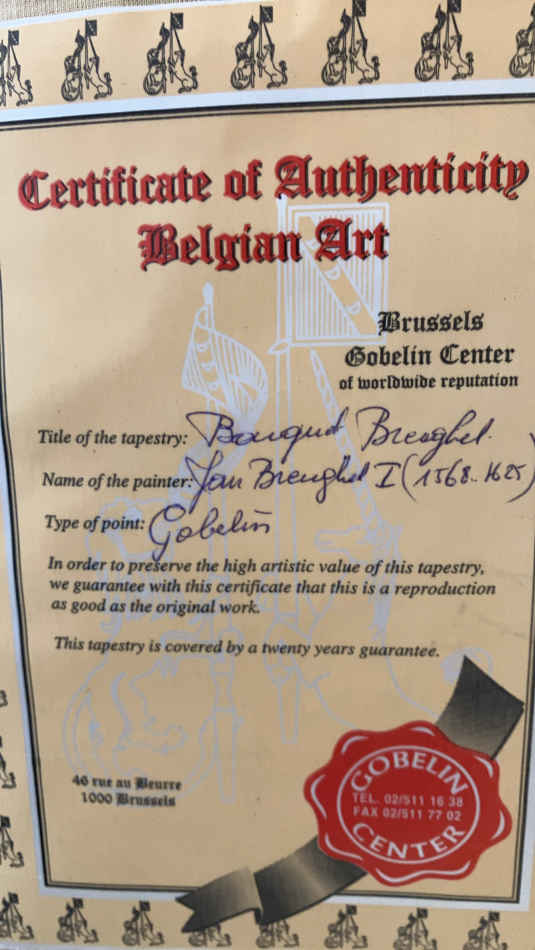 Certificate of Authenticity
Belgian Art
Brussels
Gobelin Center
of worldwide reputation
Title of the tapestry: Bouquet Breughel.
Name of the painter: Jan Breughel I (1568-1625)
Type of point: Gobelin
In order to preserve the high artistic value of this tapestry,
we guarantee with this certificate that this is a reproduction
as good as the original work.
This tapestry is covered by a twenty years guarantee.
46 rue au Beurre
1000 Brussels
GOBELIN
TEL. 02/511 16 38
FAX 02/511 77 02
CENTER